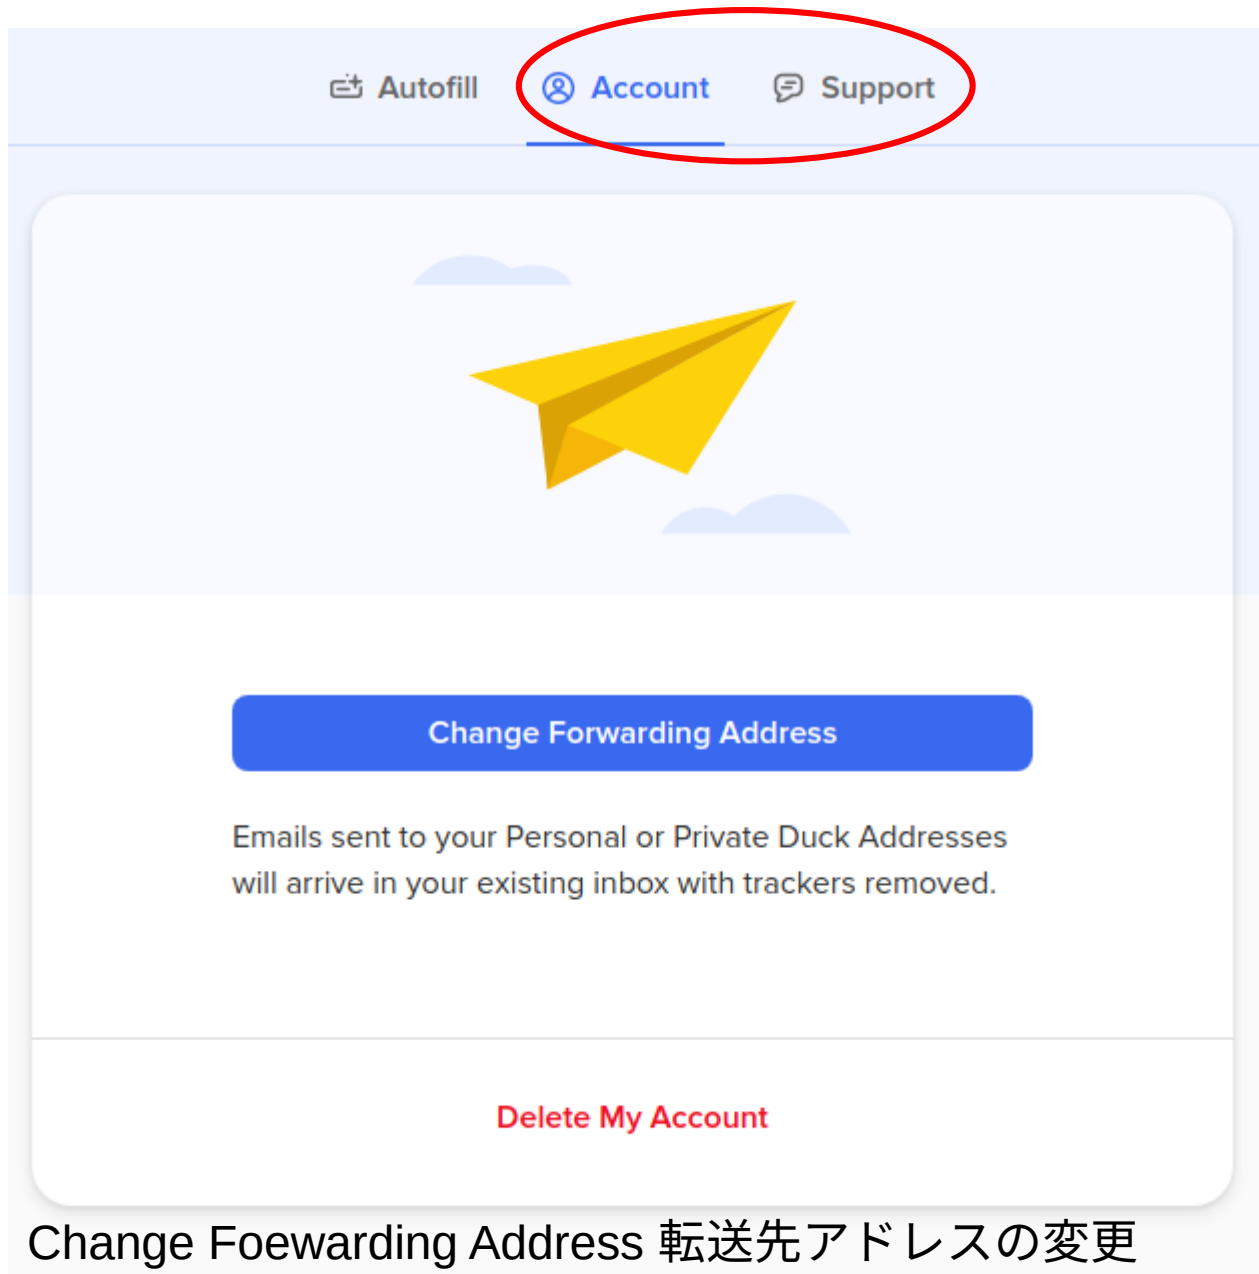 Autofill Account Support
Change Forwarding Address
Emails sent to your Personal or Private Duck Addresses
will arrive in your existing inbox with trackers removed.
Delete My Account
Change Foewarding Address 転送先アドレスの変更